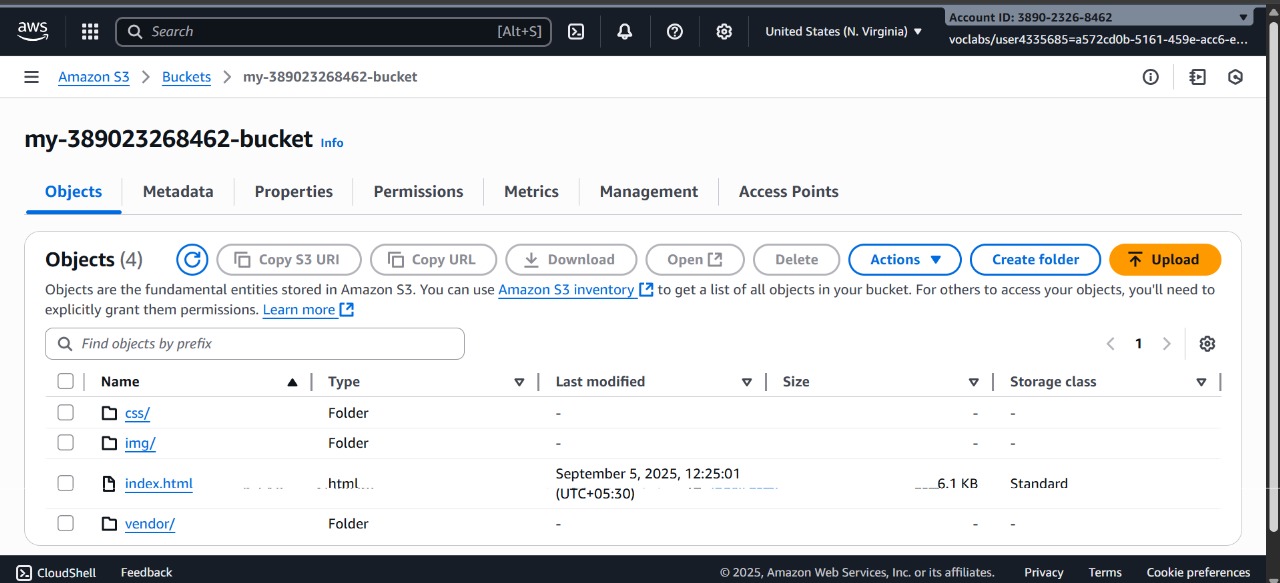 aws
Search [Alt+S]
United States (N. Virginia)
Account ID: 3890-2326-8462
voclabs/user4335685=a572cd0b-5161-459e-acc6-e...
Amazon S3 > Buckets > my-389023268462-bucket
my-389023268462-bucket Info
Objects Metadata Properties Permissions Metrics Management Access Points
Objects (4) Copy S3 URI Copy URL Download Open Delete Actions Create folder Upload
Objects are the fundamental entities stored in Amazon S3. You can use Amazon S3 inventory to get a list of all objects in your bucket. For others to access your objects, you'll need to
explicitly grant them permissions. Learn more
Find objects by prefix
1
Name Type Last modified Size Storage class
css/ Folder - - -
img/ Folder - - -
index.html html September 5, 2025, 12:25:01 (UTC+05:30) 6.1 KB Standard
vendor/ Folder - - -
CloudShell Feedback © 2025, Amazon Web Services, Inc. or its affiliates. Privacy Terms Cookie preferences